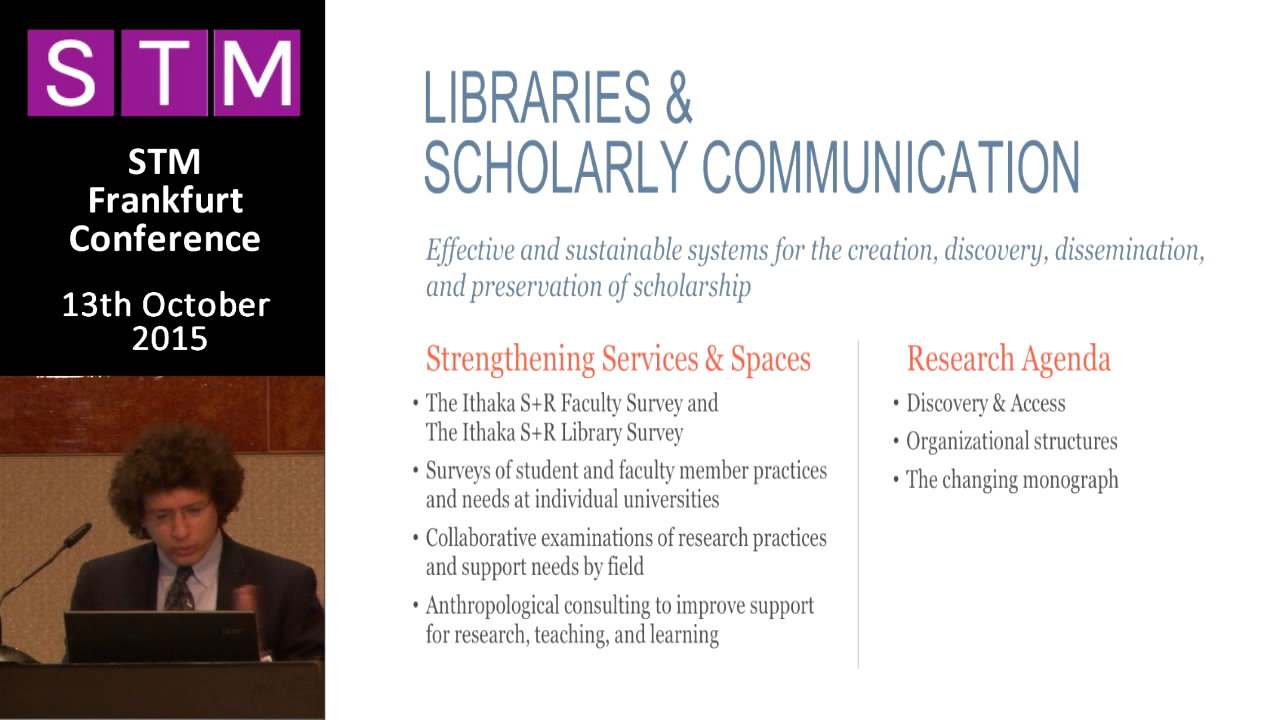 STM
STM
Frankfurt
Conference
13th October
2015
LIBRARIES &
SCHOLARLY COMMUNICATION
Effective and sustainable systems for the creation, discovery, dissemination,
and preservation of scholarship
Strengthening Services & Spaces
• The Ithaka S+R Faculty Survey and
The Ithaka S+R Library Survey
• Surveys of student and faculty member practices
and needs at individual universities
• Collaborative examinations of research practices
and support needs by field
• Anthropological consulting to improve support
for research, teaching, and learning
Research Agenda
• Discovery & Access
• Organizational structures
• The changing monograph